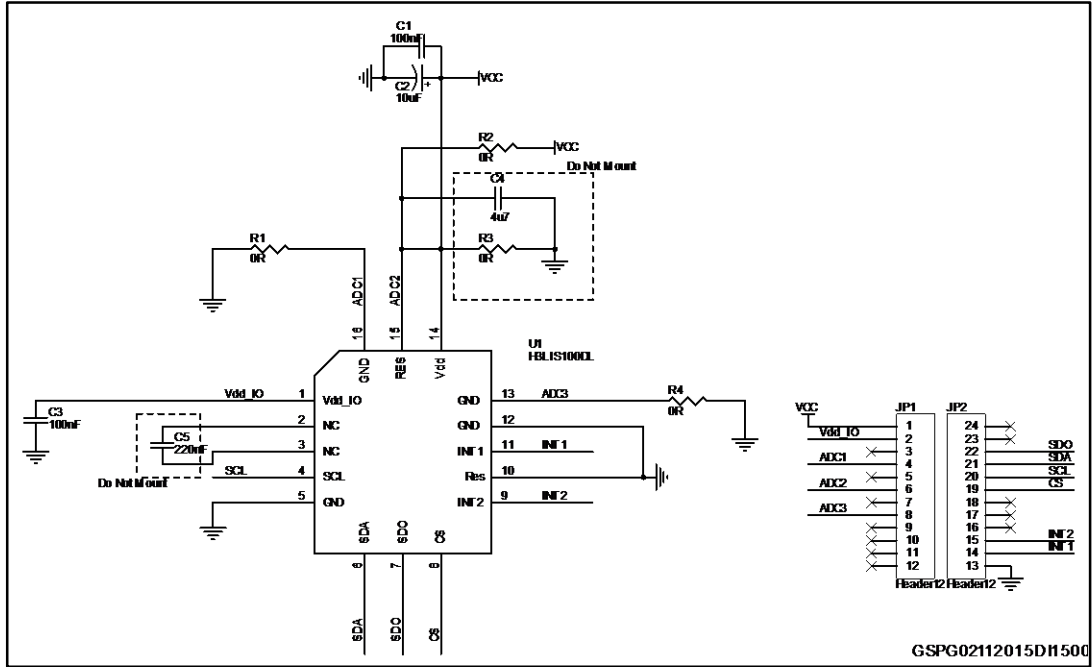 C1
100nF
C2
10uF
+
VCC
R2
0R
VCC
Do Not Mount
C4
4u7
R3
0R
R1
0R
ADC1
ADC2
16
15
14
GND
RES
Vdd
U1
H3LIS100DL
Vdd_IO
1
Vdd_IO
GND
13
ADC3
R4
0R
C3
100nF
2
NC
GND
12
C5
220nF
3
NC
INT1
11
INT1
Do Not Mount
SCL
4
SCL
Res
10
5
GND
INT2
9
INT2
SDA
SDO
CS
6
7
8
SDA
SDO
CS
VCC
JP1
JP2
1
24
Vdd_IO
2
23
3
22
SDO
ADC1
4
21
SDA
5
20
SCL
ADC2
6
19
CS
7
18
ADC3
8
17
9
16
10
15
INT2
11
14
INT1
12
13
Header12
Header12
GSPG02112015DI1500